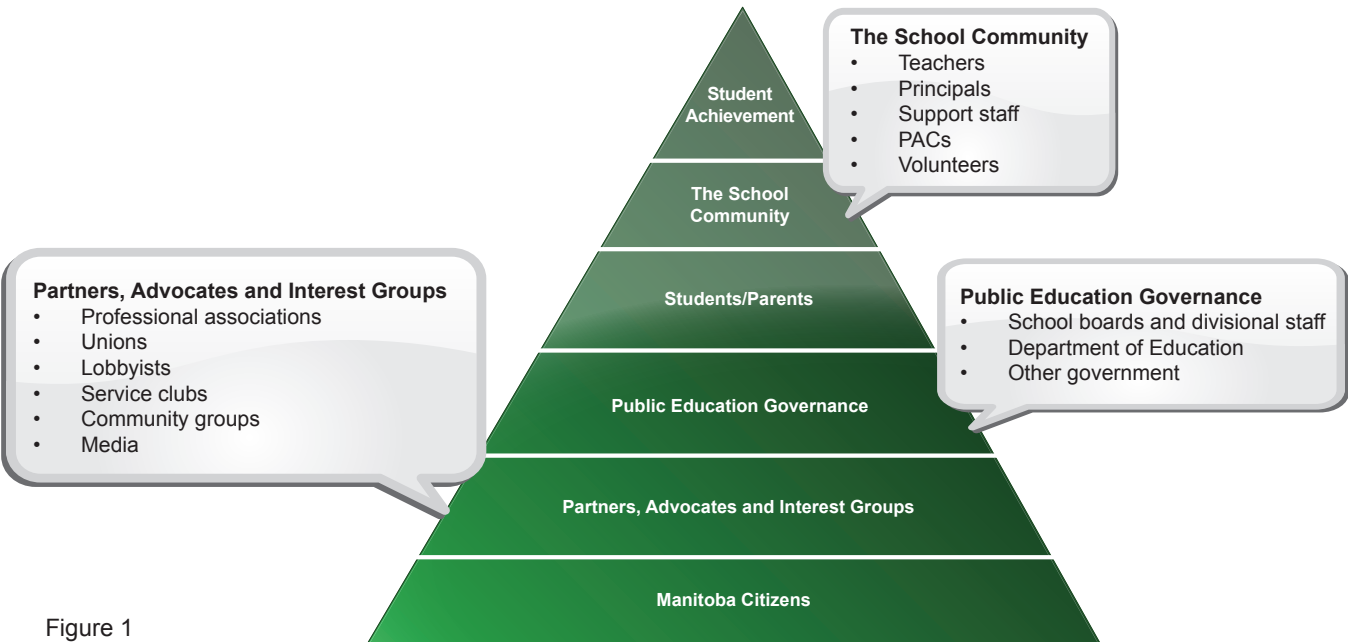 Student
Achievement
The School
Community
Students/Parents
Public Education Governance
Partners, Advocates and Interest Groups
Manitoba Citizens
The School Community
• Teachers
• Principals
• Support staff
• PACs
• Volunteers
Partners, Advocates and Interest Groups
• Professional associations
• Unions
• Lobbyists
• Service clubs
• Community groups
• Media
Public Education Governance
• School boards and divisional staff
• Department of Education
• Other government
Figure 1